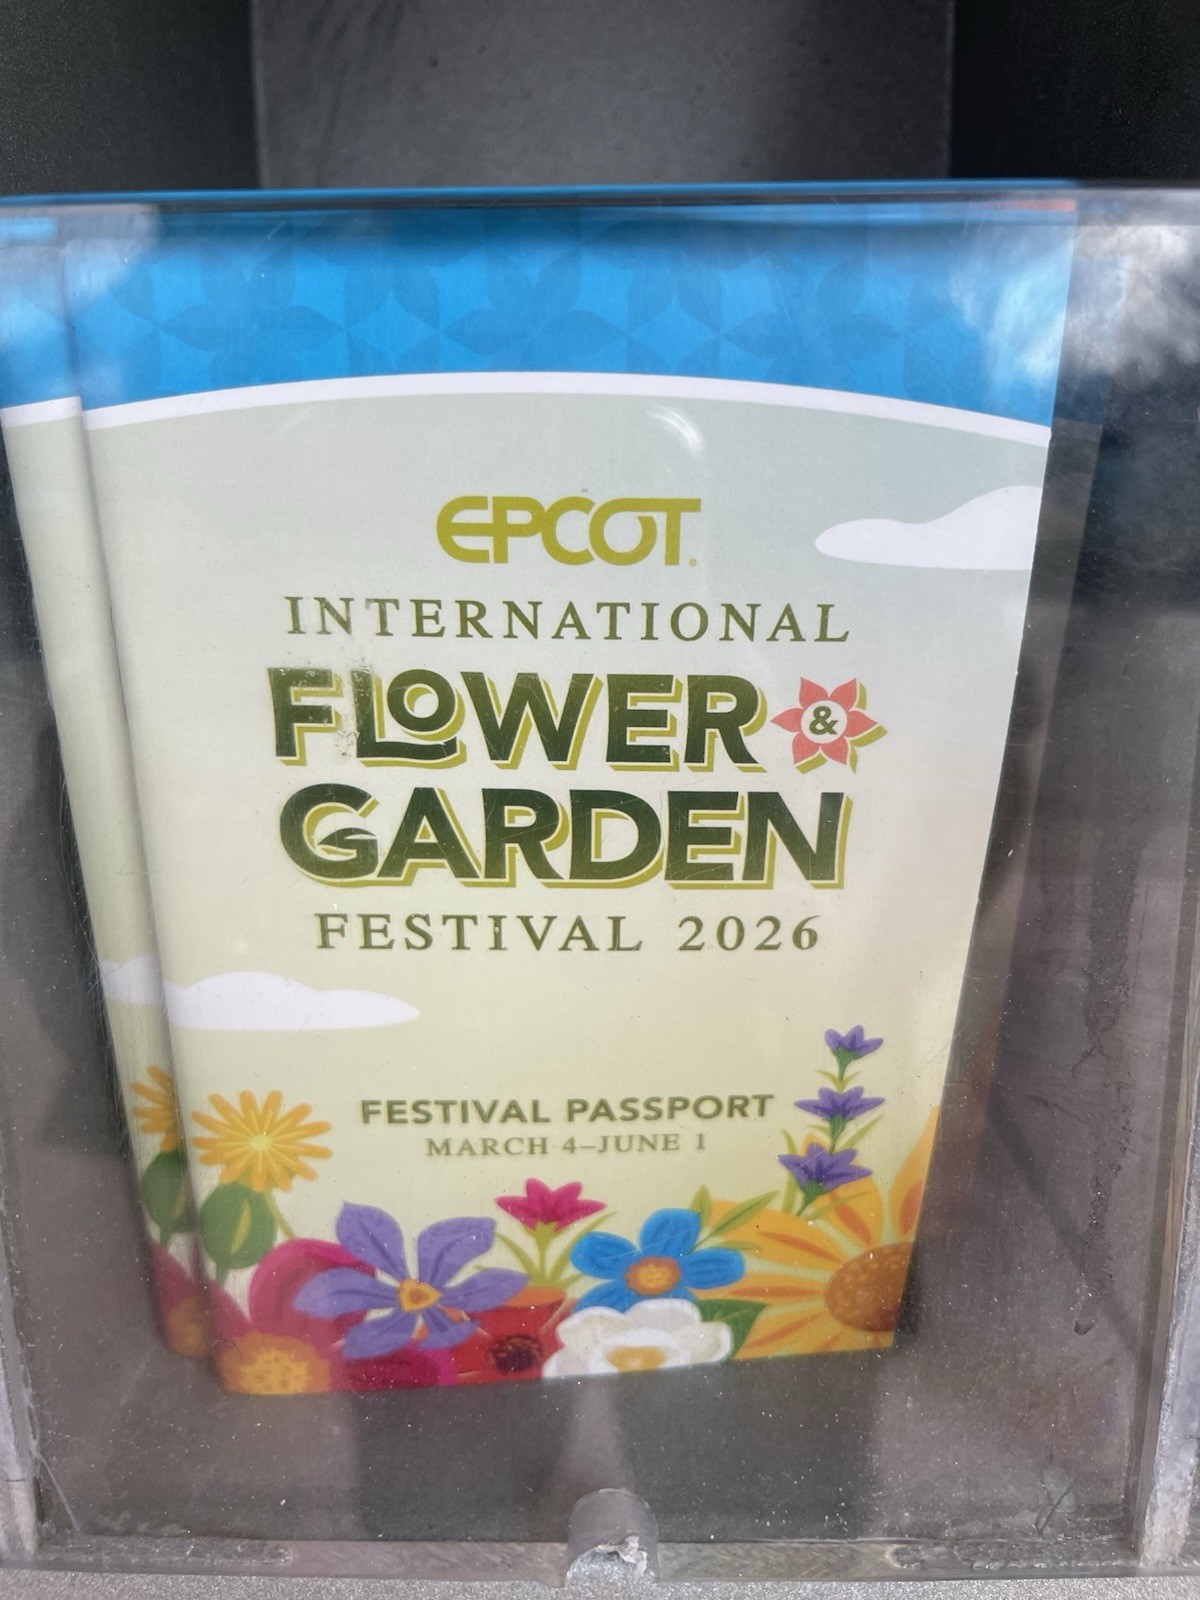 EPCOT
INTERNATIONAL
FLOWER &
GARDEN
FESTIVAL 2026
FESTIVAL PASSPORT
MARCH 4–JUNE 1